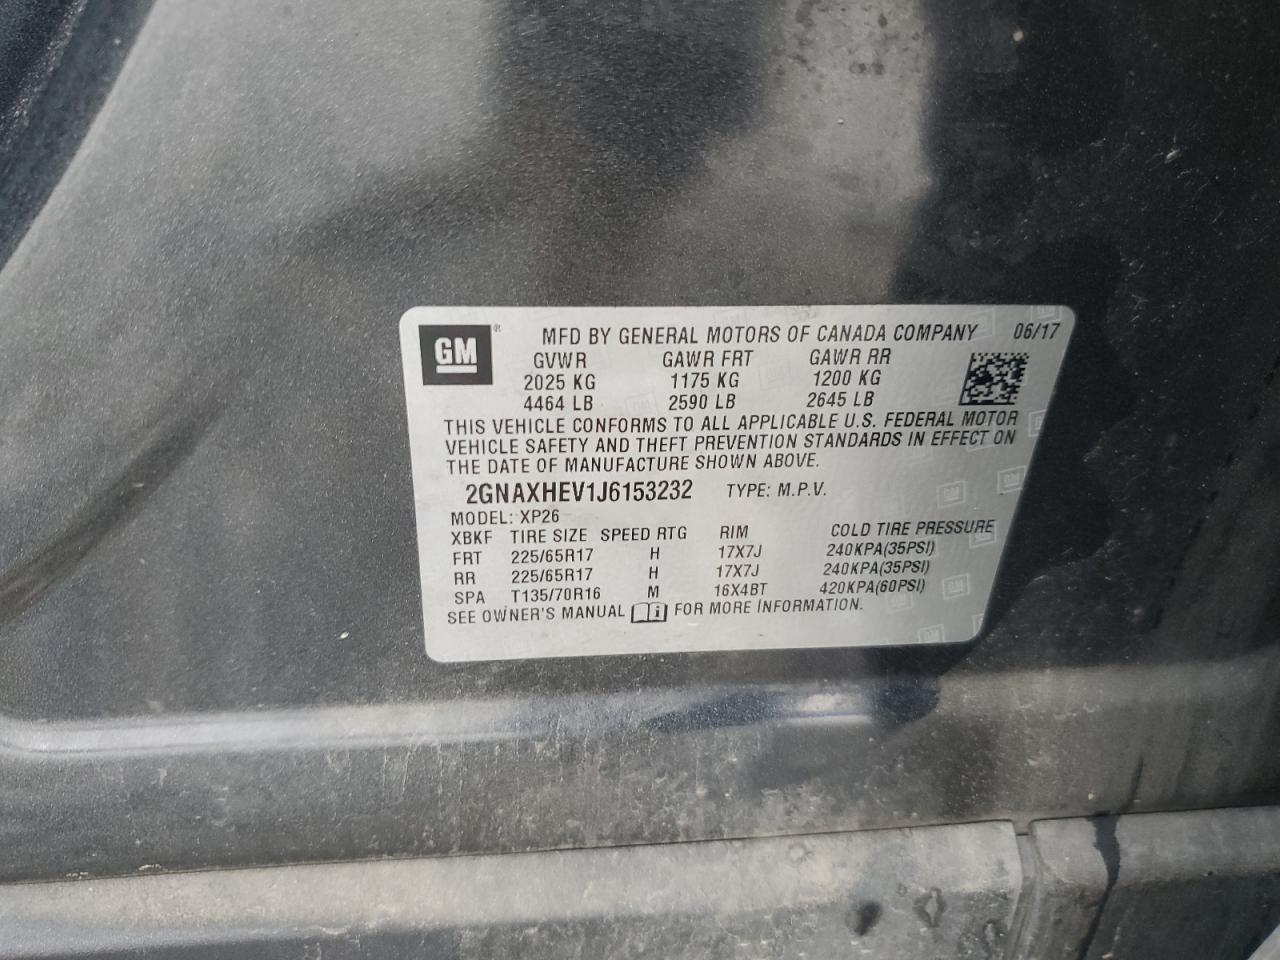 GM ® MFD BY GENERAL MOTORS OF CANADA COMPANY 06/17
GVWR GAWR FRT GAWR RR
2025 KG 1175 KG 1200 KG
4464 LB 2590 LB 2645 LB
THIS VEHICLE CONFORMS TO ALL APPLICABLE U.S. FEDERAL MOTOR
VEHICLE SAFETY AND THEFT PREVENTION STANDARDS IN EFFECT ON
THE DATE OF MANUFACTURE SHOWN ABOVE.
2GNAXHEV1J6153232 TYPE: M.P.V.
MODEL: XP26
XBKF TIRE SIZE SPEED RTG RIM COLD TIRE PRESSURE
FRT 225/65R17 H 17X7J 240KPA(35PSI)
RR 225/65R17 H 17X7J 240KPA(35PSI)
SPA T135/70R16 M 16X4BT 420KPA(60PSI)
SEE OWNER'S MANUAL FOR MORE INFORMATION.